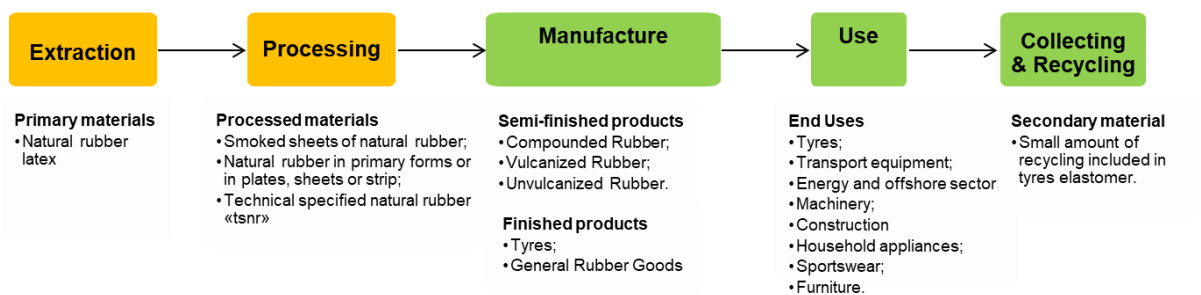 Extraction
Processing
Manufacture
Use
Collecting
& Recycling
Primary materials
•Natural rubber
latex
Processed materials
•Smoked sheets of natural rubber;
•Natural rubber in primary forms or
in plates, sheets or strip;
•Technical specified natural rubber
«tsnr»
Semi-finished products
•Compounded Rubber;
•Vulcanized Rubber;
•Unvulcanized Rubber.
Finished products
•Tyres;
•General Rubber Goods
End Uses
•Tyres;
•Transport equipment;
•Energy and offshore sector
•Machinery;
•Construction
•Household appliances;
•Sportswear;
•Furniture.
Secondary material
•Small amount of
recycling included in
tyres elastomer.